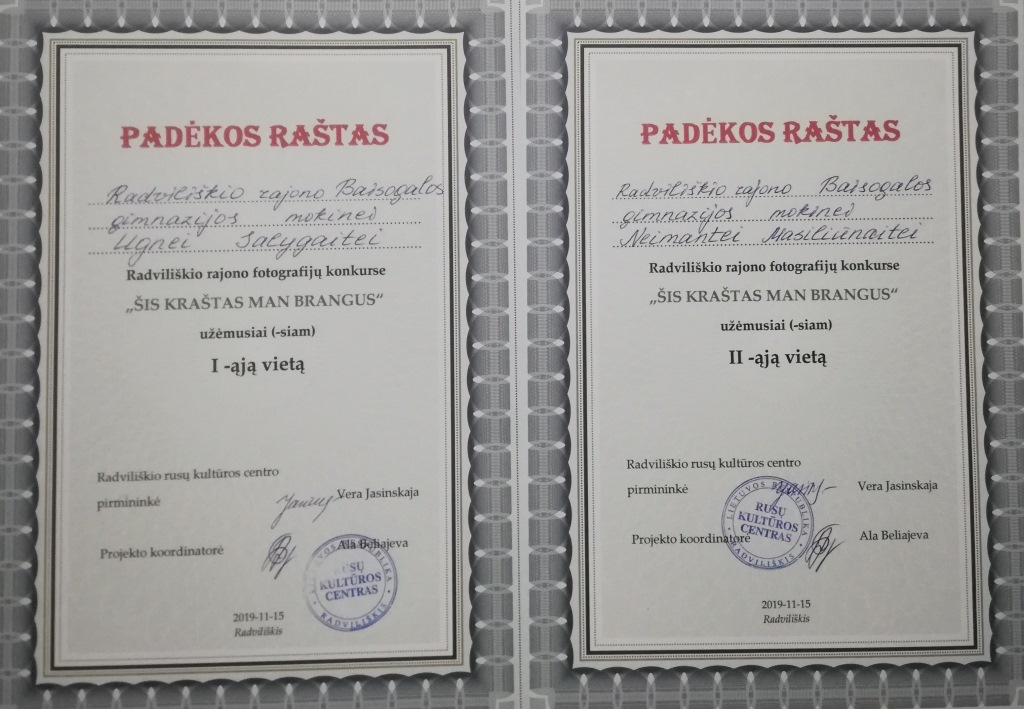 PADĖKOS RAŠTAS
Radviliškio rajono Baisogalos
gimnazijos mokinei
Ugnei Salygaitei
Radviliškio rajono fotografijų konkurse
„ŠIS KRAŠTAS MAN BRANGUS“
užėmusiai (-siam)
I -ąją vietą
Radviliškio rusų kultūros centro
pirmininkė
Vera Jasinskaja
Projekto koordinatorė
Ala Beliajeva
RUSŲ
KULTŪROS
CENTRAS
RADVILIŠKIS
2019-11-15
Radviliškis
PADĖKOS RAŠTAS
Radviliškio rajono Baisogalos
gimnazijos mokinei
Neimantei Masiliūnaitei
Radviliškio rajono fotografijų konkurse
„ŠIS KRAŠTAS MAN BRANGUS“
užėmusiai (-siam)
II -ąją vietą
Radviliškio rusų kultūros centro
pirmininkė
Vera Jasinskaja
LIETUVOS RESPUBLIKA
RUSŲ
KULTŪROS
CENTRAS
RADVILIŠKIS
Projekto koordinatorė
Ala Beliajeva
2019-11-15
Radviliškis